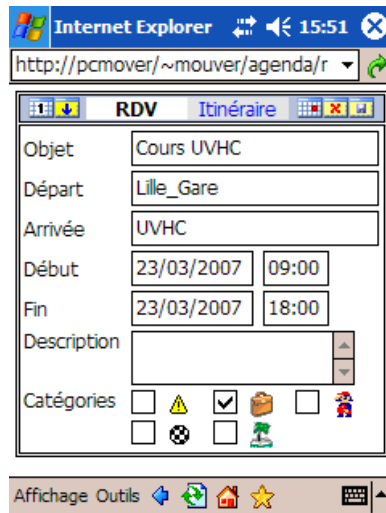 Internet Explorer 15:51
http://pcmover/~mouver/agenda/r
1 RDV Itinéraire
Objet Cours UVHC
Départ Lille_Gare
Arrivée UVHC
Début 23/03/2007 09:00
Fin 23/03/2007 18:00
Description
Catégories
Affichage Outils